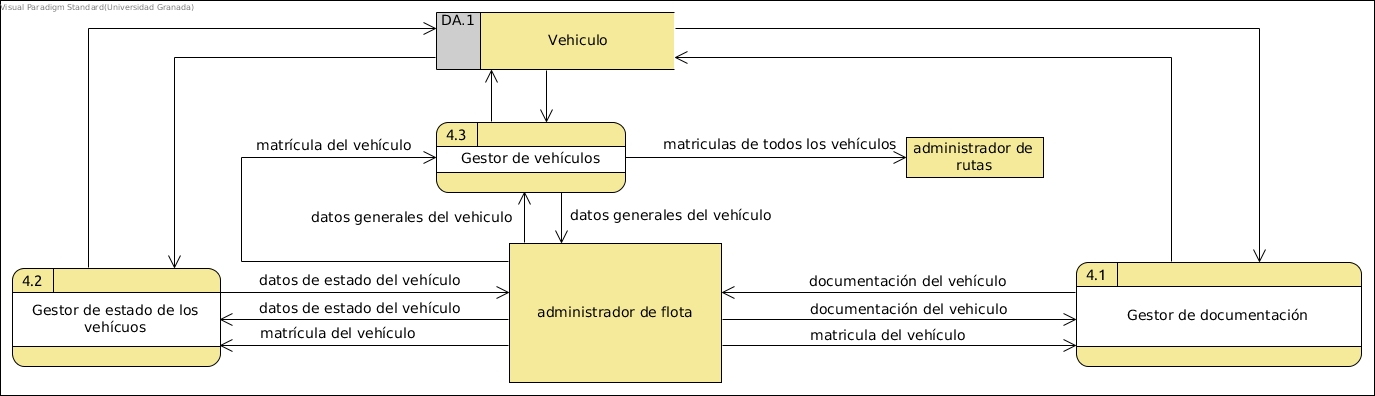 Visual Paradigm Standard(Universidad Granada)
DA.1
Vehiculo
4.3
Gestor de vehículos
matrícula del vehículo
matriculas de todos los vehículos
administrador de
rutas
datos generales del vehiculo
datos generales del vehículo
4.2
Gestor de estado de los
vehícuos
datos de estado del vehículo
datos de estado del vehículo
matrícula del vehículo
administrador de flota
documentación del vehículo
documentación del vehiculo
matricula del vehículo
4.1
Gestor de documentación